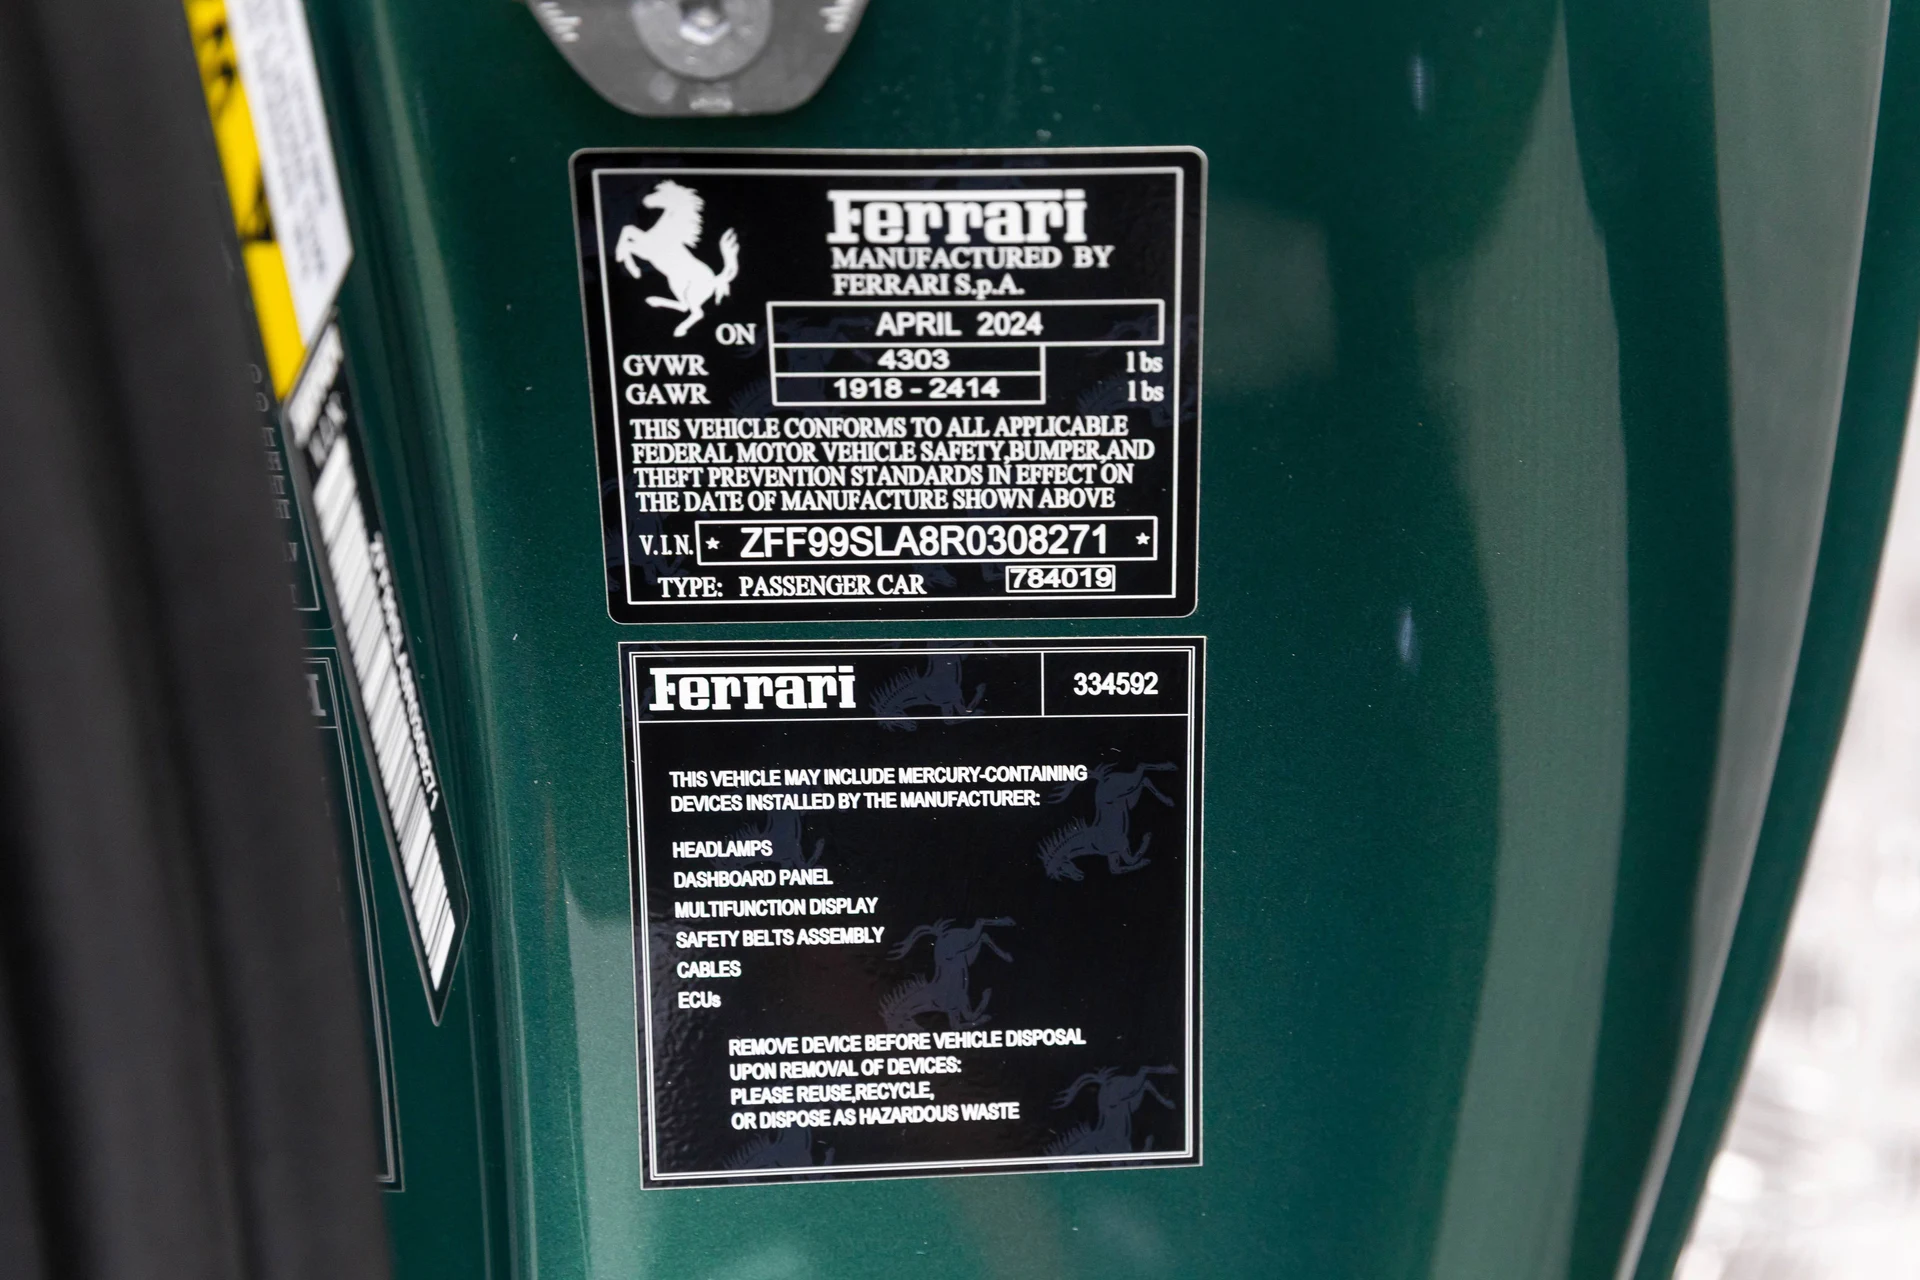 Ferrari
MANUFACTURED BY
FERRARI S.p.A.
ON APRIL 2024
GVWR 4303 lbs
GAWR 1918 - 2414 lbs
THIS VEHICLE CONFORMS TO ALL APPLICABLE
FEDERAL MOTOR VEHICLE SAFETY,BUMPER,AND
THEFT PREVENTION STANDARDS IN EFFECT ON
THE DATE OF MANUFACTURE SHOWN ABOVE
V.I.N. * ZFF99SLA8R0308271 *
TYPE: PASSENGER CAR 784019
Ferrari 334592
THIS VEHICLE MAY INCLUDE MERCURY-CONTAINING
DEVICES INSTALLED BY THE MANUFACTURER:
HEADLAMPS
DASHBOARD PANEL
MULTIFUNCTION DISPLAY
SAFETY BELTS ASSEMBLY
CABLES
ECUs
REMOVE DEVICE BEFORE VEHICLE DISPOSAL
UPON REMOVAL OF DEVICES:
PLEASE REUSE,RECYCLE,
OR DISPOSE AS HAZARDOUS WASTE